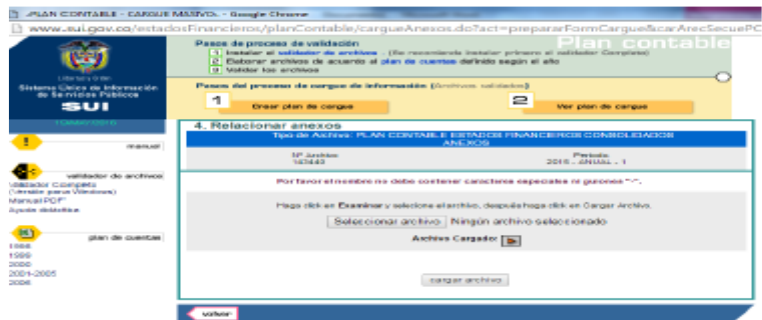 PLAN CONTABLE - CARGUE MASIVO. - Google Chrome
www.sui.gov.co/estadosFinancieros/planContable/cargueAnexos.do?act=prepararFormCargue&
Plan contable
Pasos de proceso de validación
1 Instalar el validador de archivos . (Se recomienda instalar primero el validador Completo)
2 Elaborar archivos de acuerdo al plan de cuentas definido según el año
3 Validar los archivos
Libertad y Orden
Sistema Único de Información
de Servicios Públicos
SUI
Pasos del proceso de cargue de información (Archivos validados)
1 Crear plan de cargue
2 Ver plan de cargue
manual
validador de archivos
Validador Completo
(Versión para Windows)
Manual PDF
Ayuda didáctica
plan de cuentas
2000
2001-2005
2006
4. Relacionar anexos
Tipo de Archivo: PLAN CONTABLE ESTADOS FINANCIEROS CONSOLIDADOS
ANEXOS
Nº Archivo
Periodo
2015 - ANUAL - 1
Por favor el nombre no debe contener caracteres especiales ni guiones "-".
Haga click en Examinar y seleccione el archivo, después haga click en Cargar Archivo.
Seleccionar archivo Ningún archivo seleccionado
Archivo Cargado:
cargar archivo
volver